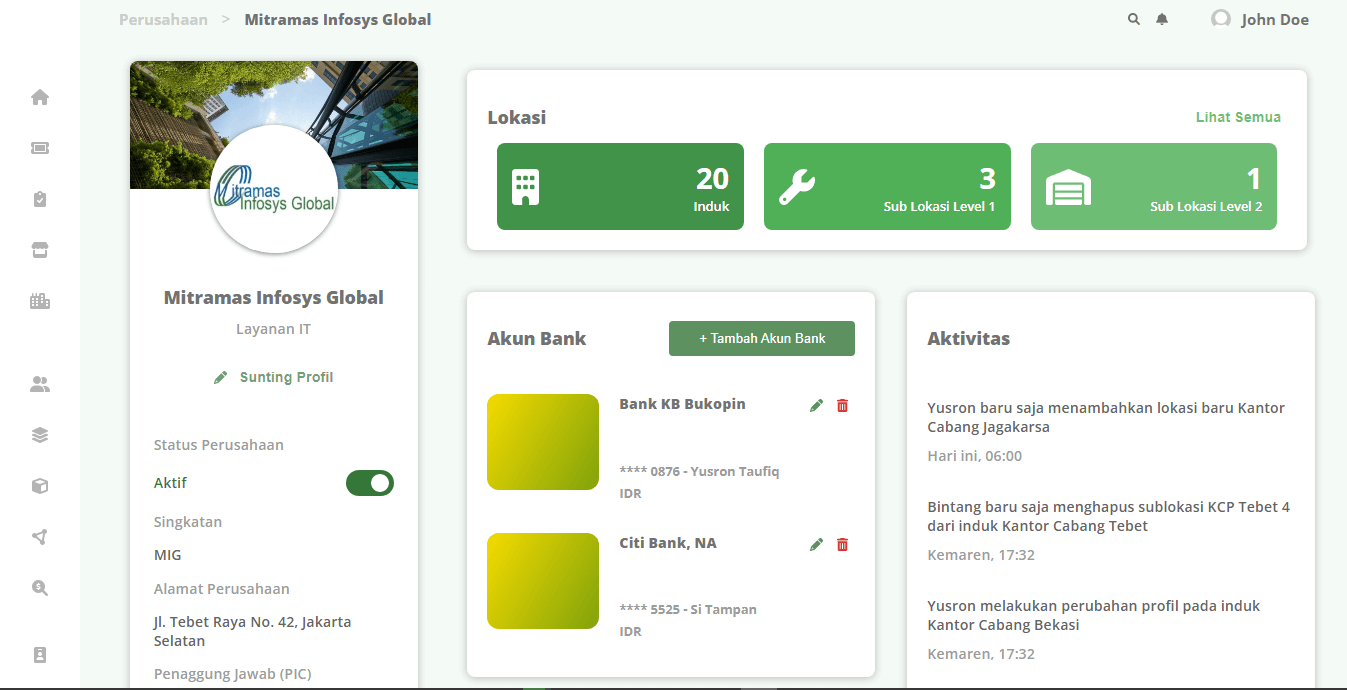 Perusahaan > Mitramas Infosys Global
John Doe
Mitramas
Infosys Global
Mitramas Infosys Global
Layanan IT
Sunting Profil
Status Perusahaan
Aktif
Singkatan
MIG
Alamat Perusahaan
Jl. Tebet Raya No. 42, Jakarta
Selatan
Penaggung Jawab (PIC)
Lokasi
Lihat Semua
20
Induk
3
Sub Lokasi Level 1
1
Sub Lokasi Level 2
Akun Bank
+ Tambah Akun Bank
Bank KB Bukopin
**** 0876 - Yusron Taufiq
IDR
Citi Bank, NA
**** 5525 - Si Tampan
IDR
Aktivitas
Yusron baru saja menambahkan lokasi baru Kantor
Cabang Jagakarsa
Hari ini, 06:00
Bintang baru saja menghapus sublokasi KCP Tebet 4
dari induk Kantor Cabang Tebet
Kemaren, 17:32
Yusron melakukan perubahan profil pada induk
Kantor Cabang Bekasi
Kemaren, 17:32